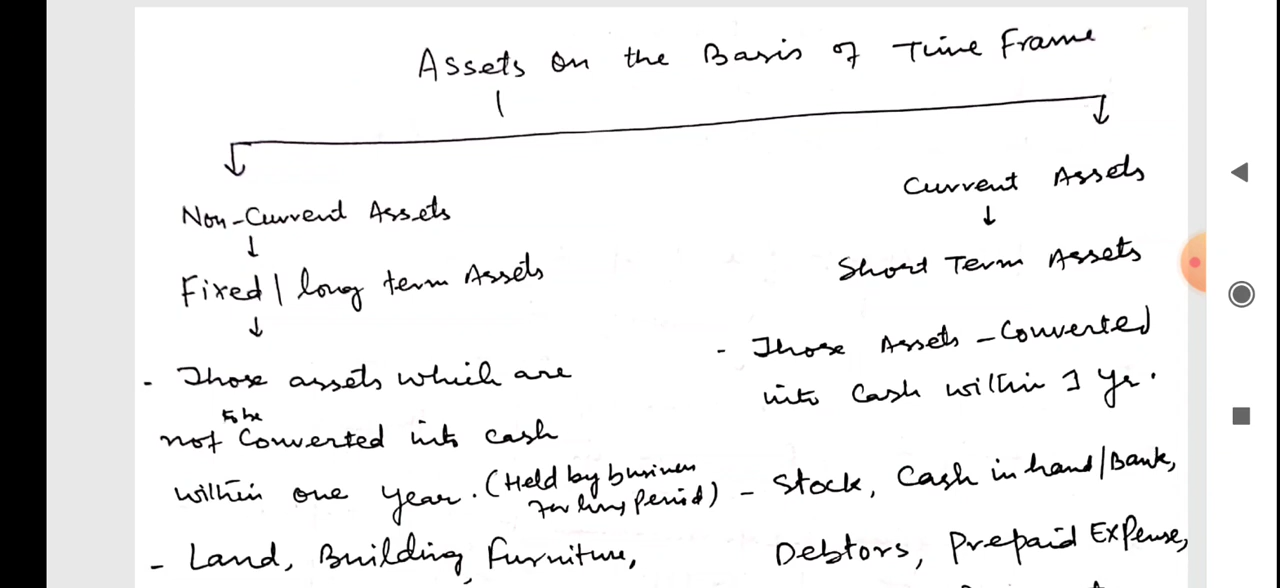 Assets on the Basis of Time Frame
Non-Current Assets
↓
Fixed | long term Assets
↓
- Those assets which are
to be
not converted into cash
within one year. (Held by business
for long period)
- Land, Building, Furniture,
Current Assets
↓
Short Term Assets
- Those Assets - Converted
into Cash within 1 yr.
- Stock, Cash in hand/Bank,
Debtors, Prepaid Expense,